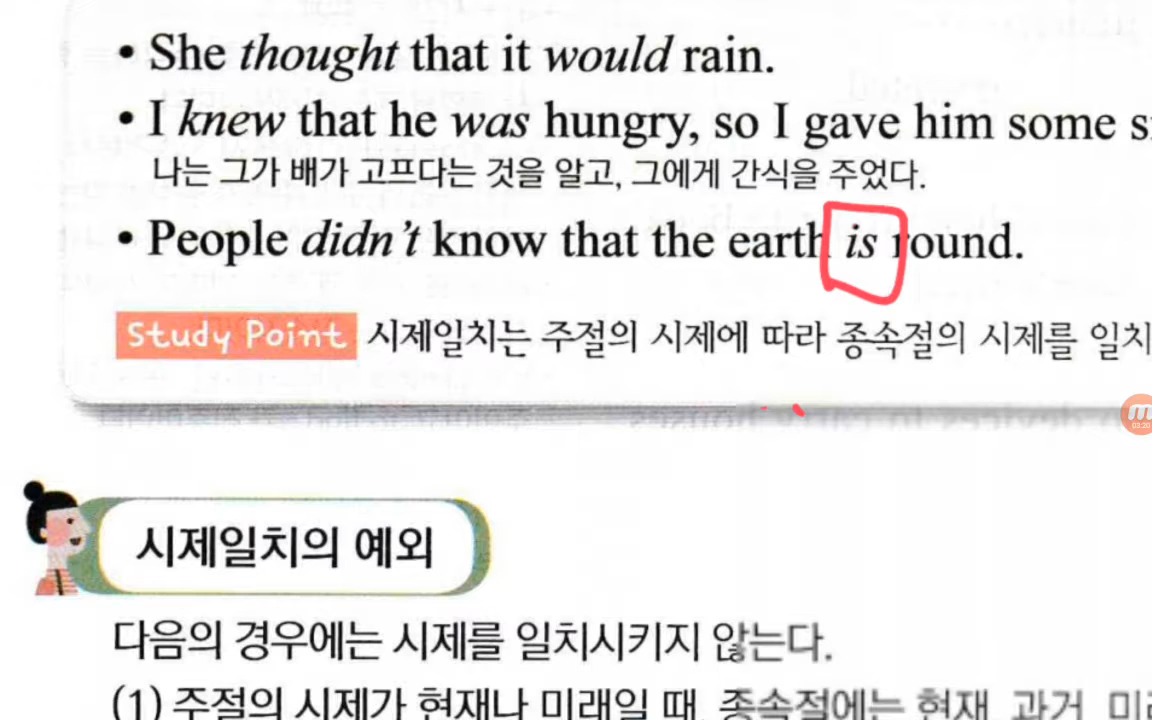 • She thought that it would rain.
• I knew that he was hungry, so I gave him some
나는 그가 배가 고프다는 것을 알고, 그에게 간식을 주었다.
• People didn't know that the earth is round.
Study Point 시제일치는 주절의 시제에 따라 종속절의 시제를 일치
03:20
시제일치의 예외
다음의 경우에는 시제를 일치시키지 않는다.
(1) 주절의 시제가 현재나 미래일 때, 종속절에는 현재, 과거,